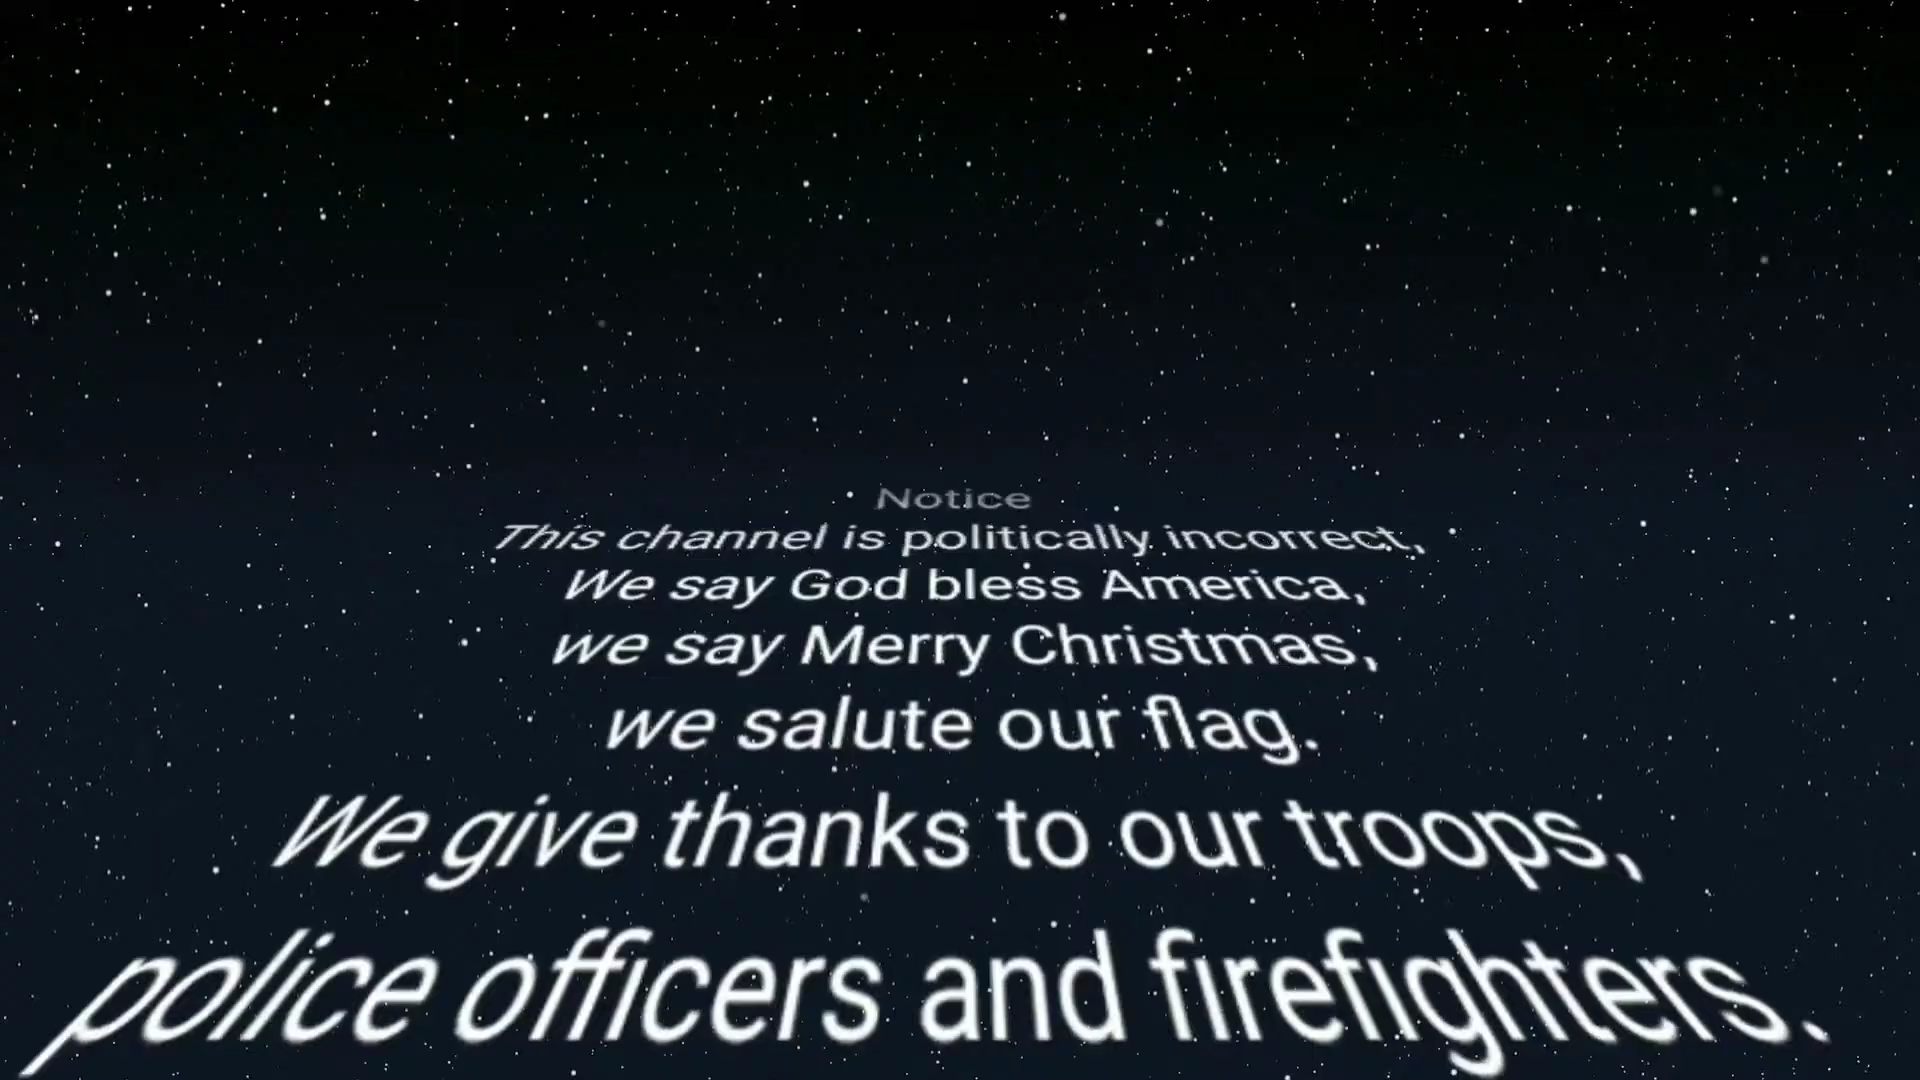 Notice
This channel is politically incorrect,
We say God bless America,
we say Merry Christmas,
we salute our flag.
We give thanks to our troops,
police officers and firefighters.